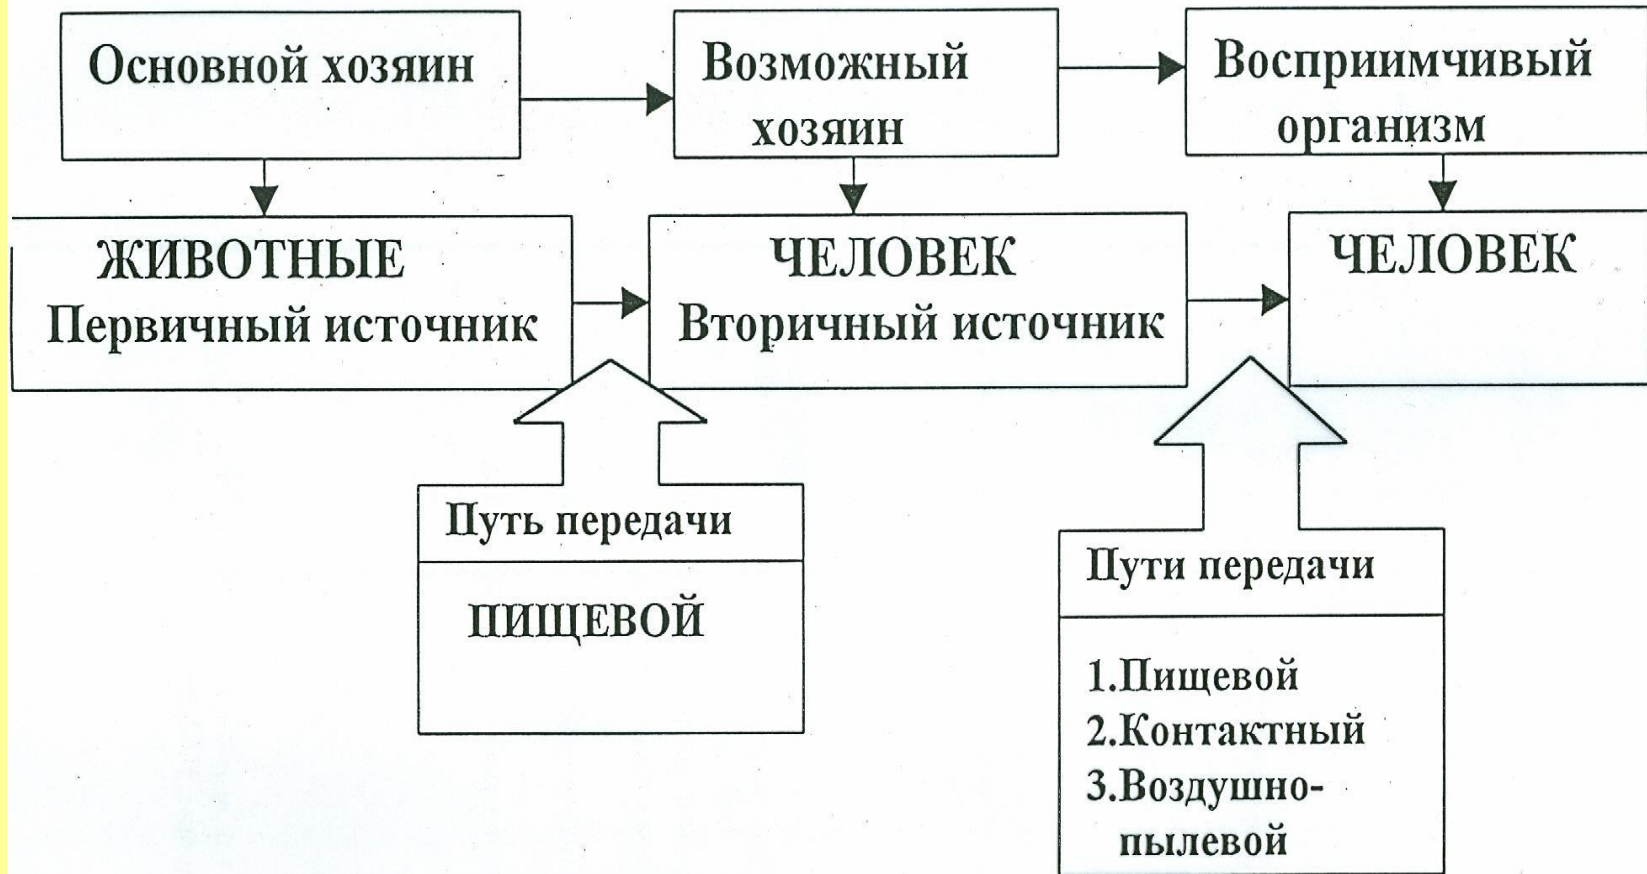 Основной хозяин
Возможный
хозяин
Восприимчивый
организм
ЖИВОТНЫЕ
Первичный источник
ЧЕЛОВЕК
Вторичный источник
ЧЕЛОВЕК
Путь передачи
ПИЩЕВОЙ
Пути передачи
1.Пищевой
2.Контактный
3.Воздушно-
пылевой